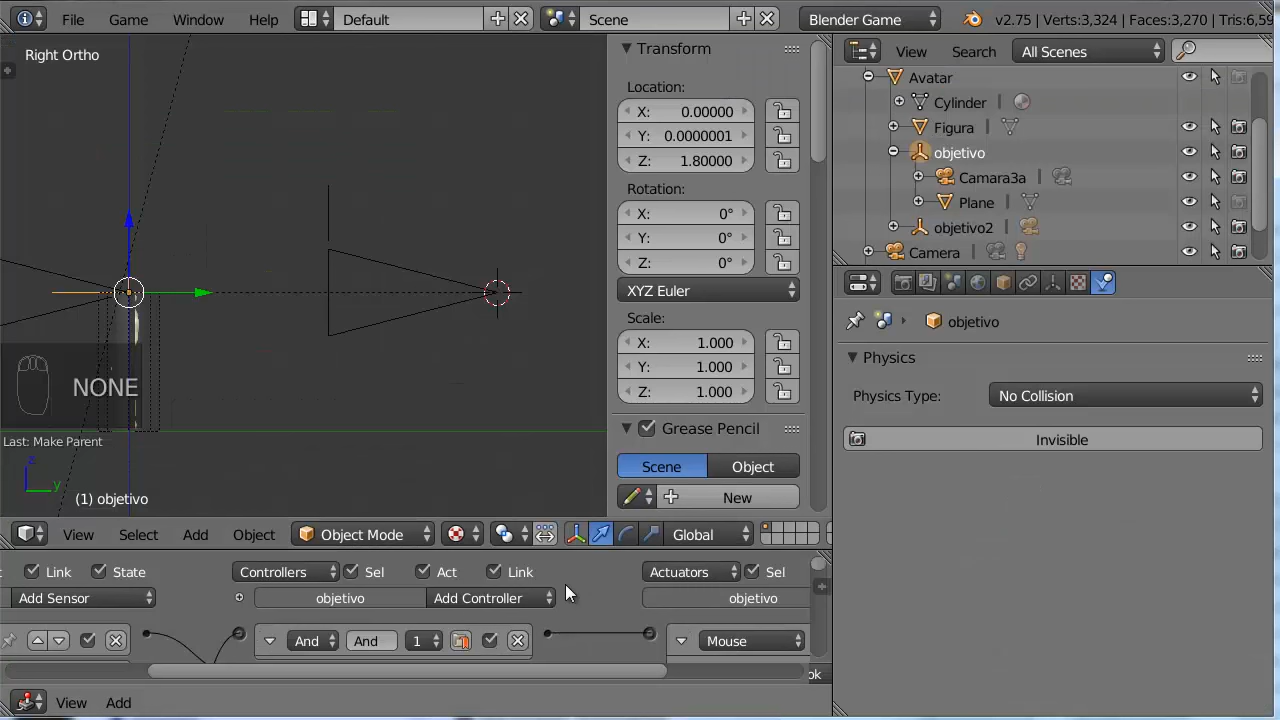 File Game Window Help Default Scene Blender Game v2.75 | Verts:3,324 | Faces:3,270 | Tris:6,59
Right Ortho
Transform
Location:
X: 0.00000
Y: 0.0000001
Z: 1.80000
Rotation:
X: 0°
Y: 0°
Z: 0°
XYZ Euler
Scale:
X: 1.000
Y: 1.000
Z: 1.000
Grease Pencil
Scene Object
New
NONE
Last: Make Parent
z
y
(1) objetivo
View Select Add Object Object Mode Global
View Search All Scenes
Avatar
Cylinder
Figura
objetivo
Camara3a
Plane
objetivo2
Camera
objetivo
Physics
Physics Type: No Collision
Invisible
Link State Controllers Sel Act Link Actuators Sel
Add Sensor objetivo Add Controller objetivo
And And 1 Mouse
ok
View Add